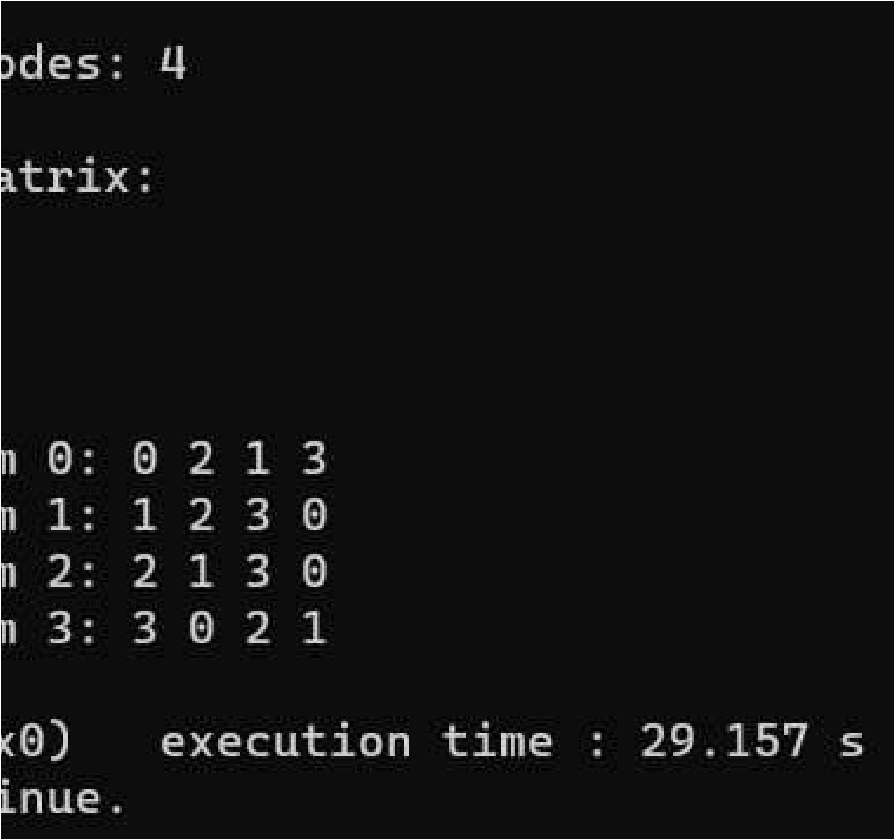 odes: 4
atrix:
m 0: 0 2 1 3
m 1: 1 2 3 0
m 2: 2 1 3 0
m 3: 3 0 2 1
x0)   execution time : 29.157 s
inue.